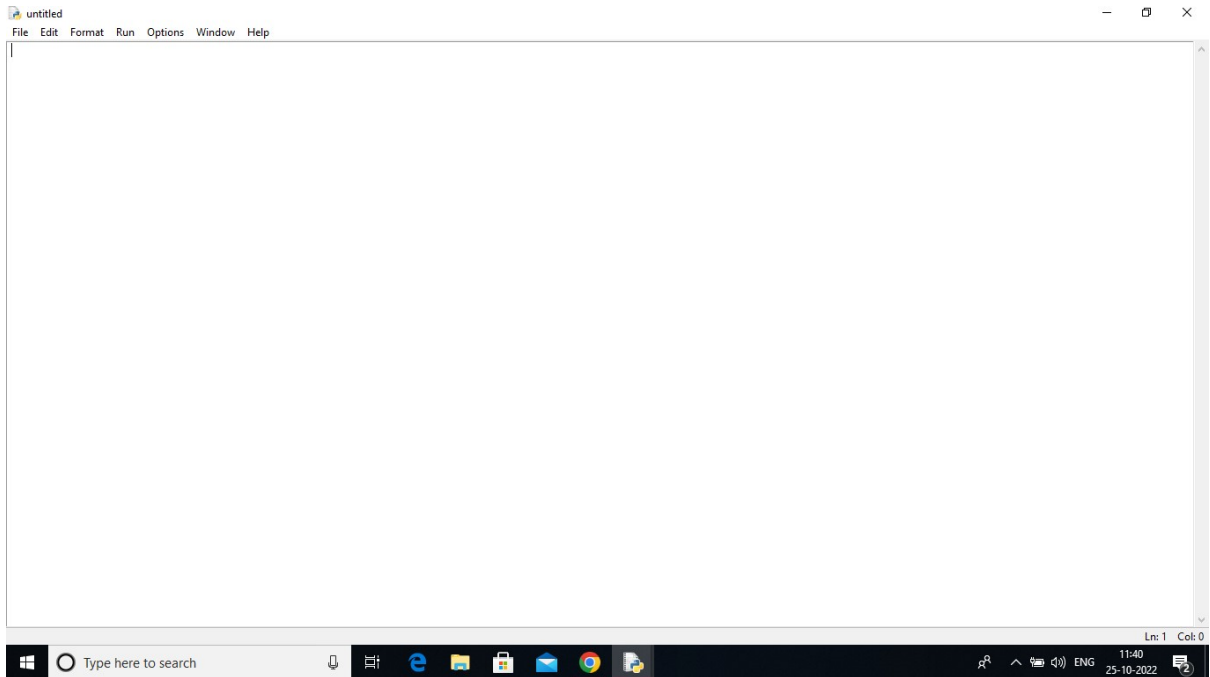 untitled
File Edit Format Run Options Window Help
Ln: 1 Col: 0
Type here to search
ENG
11:40
25-10-2022
2